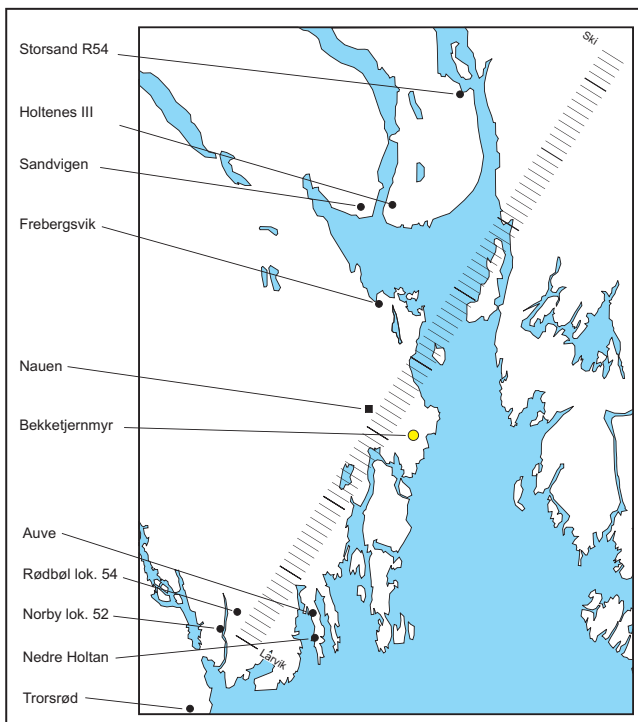 Ski
Storsand R54
Holtenes III
Sandvigen
Frebergsvik
Nauen
Bekketjernmyr
Auve
Rødbøl lok. 54
Norby lok. 52
Nedre Holtan
Larvik
Trorsrød